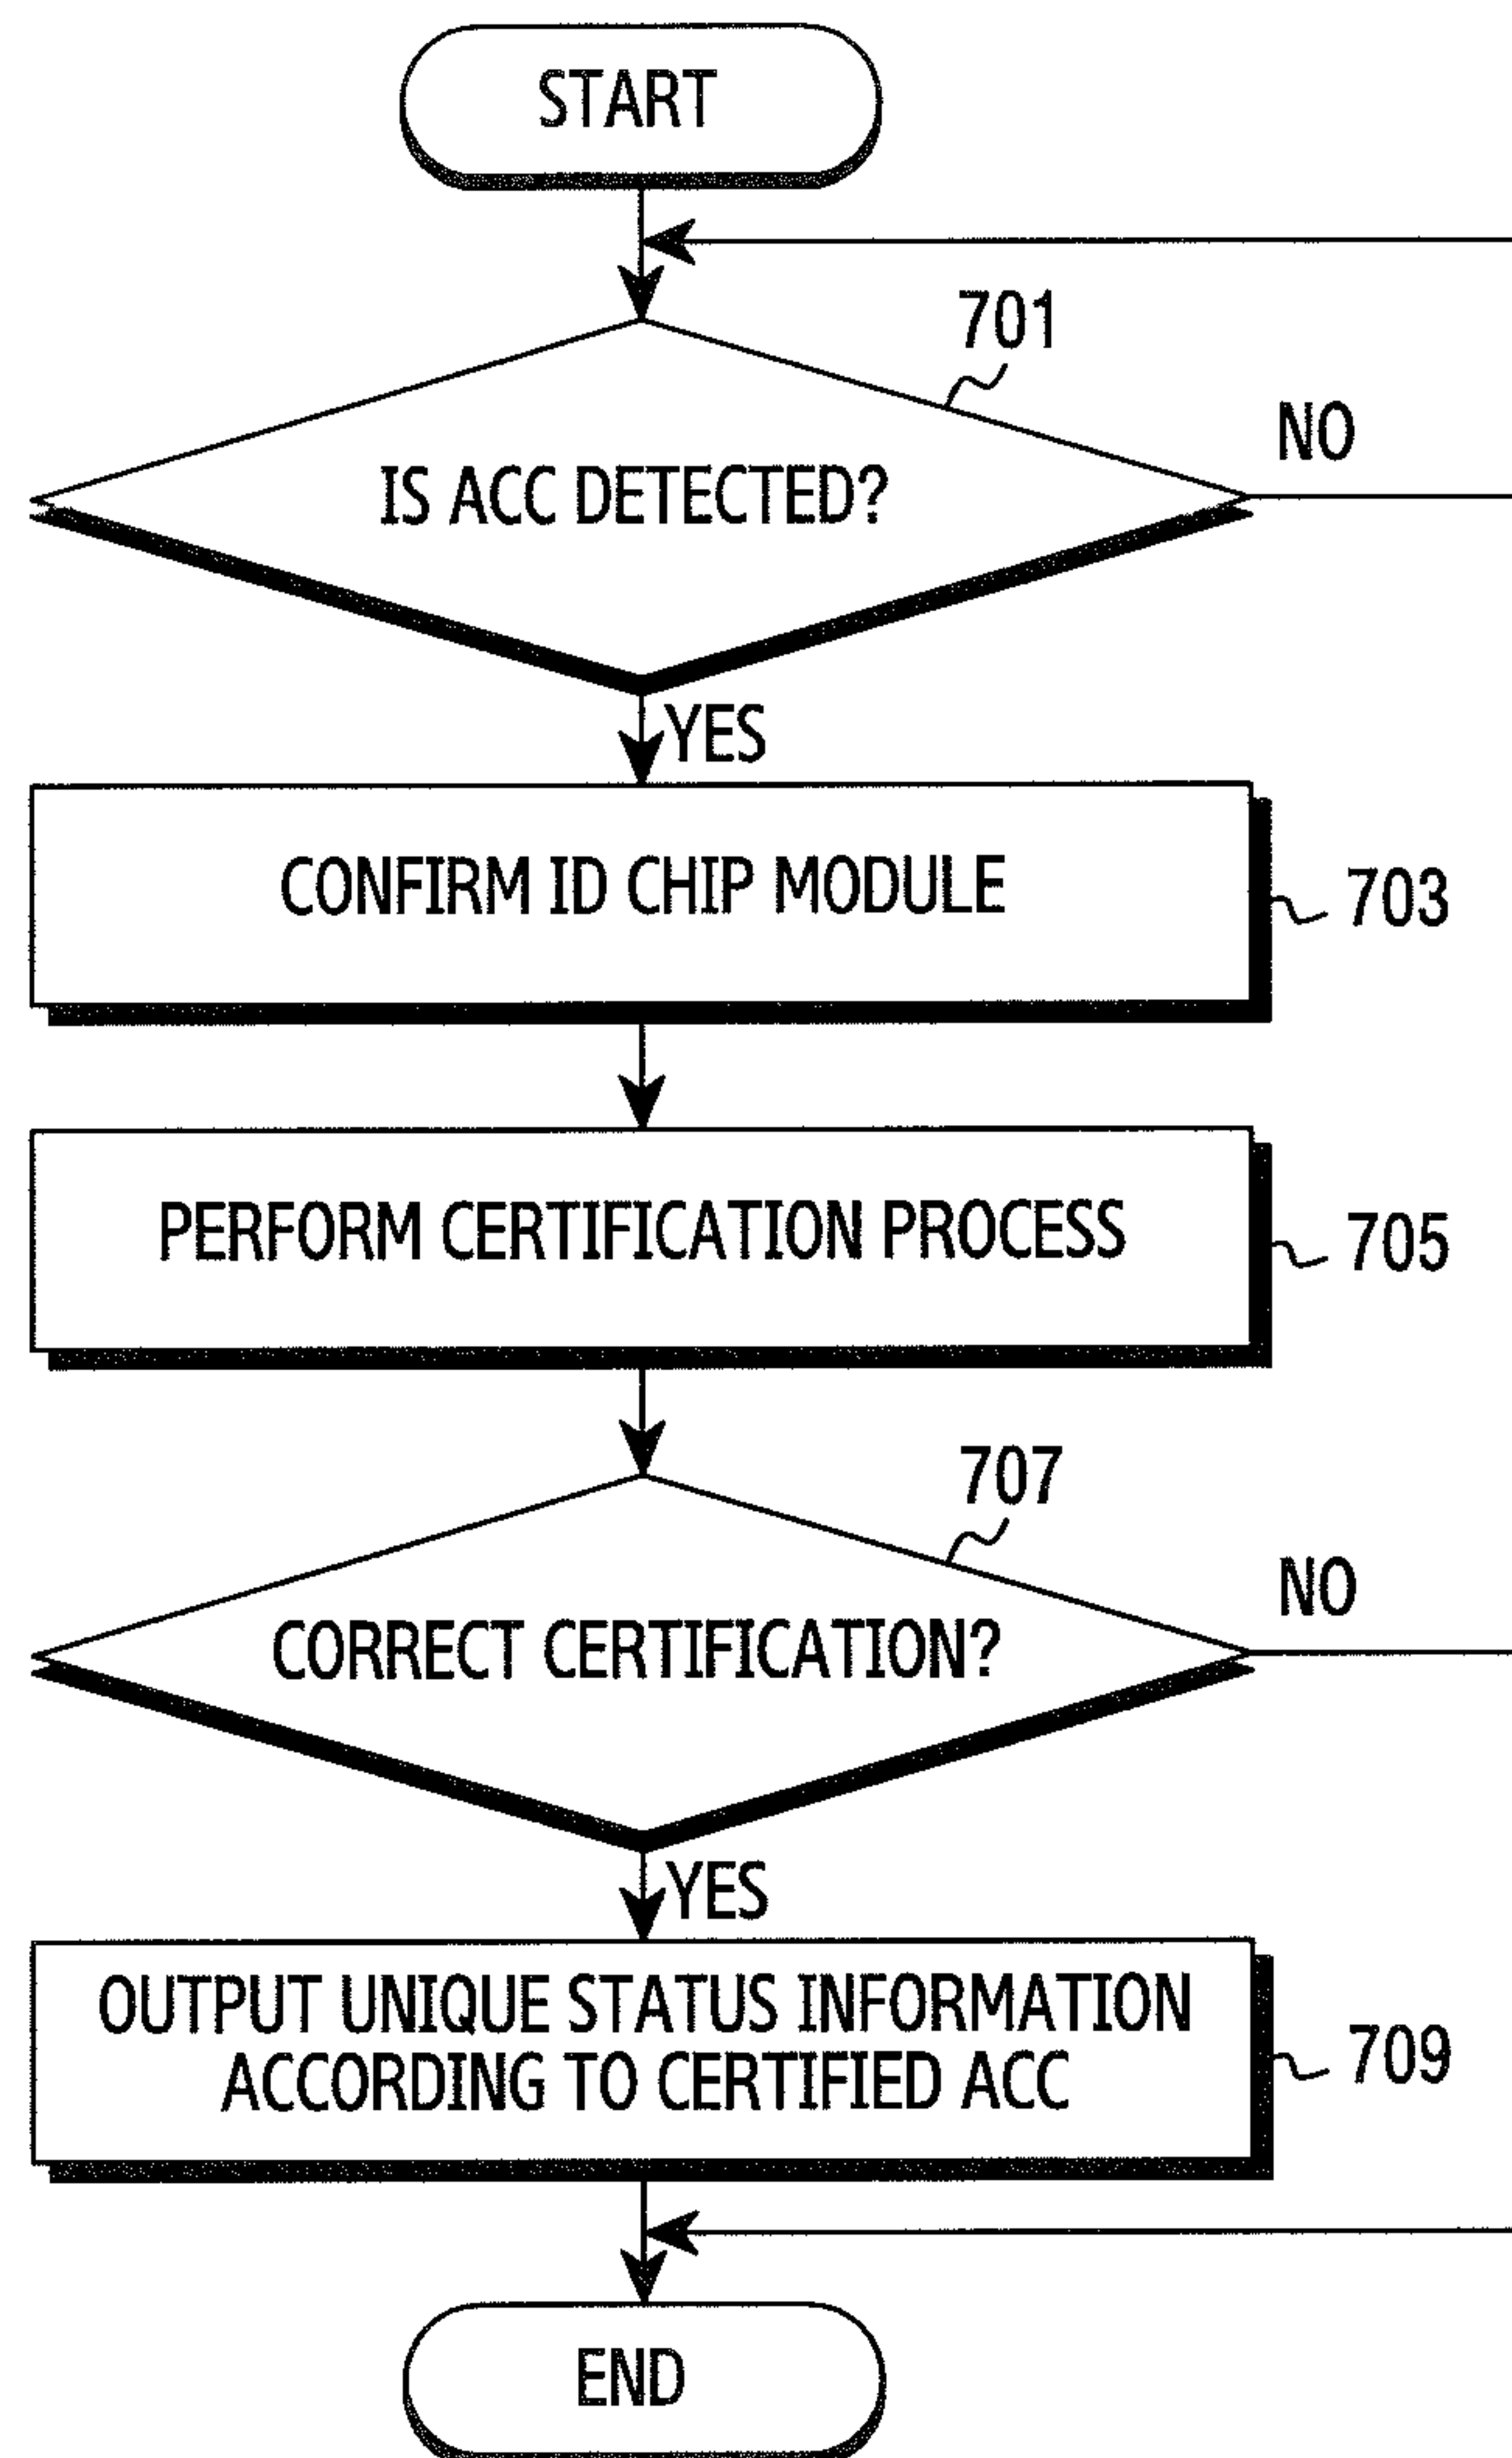 START
701
IS ACC DETECTED?
NO
YES
CONFIRM ID CHIP MODULE
703
PERFORM CERTIFICATION PROCESS
705
707
CORRECT CERTIFICATION?
NO
YES
OUTPUT UNIQUE STATUS INFORMATION
ACCORDING TO CERTIFIED ACC
709
END